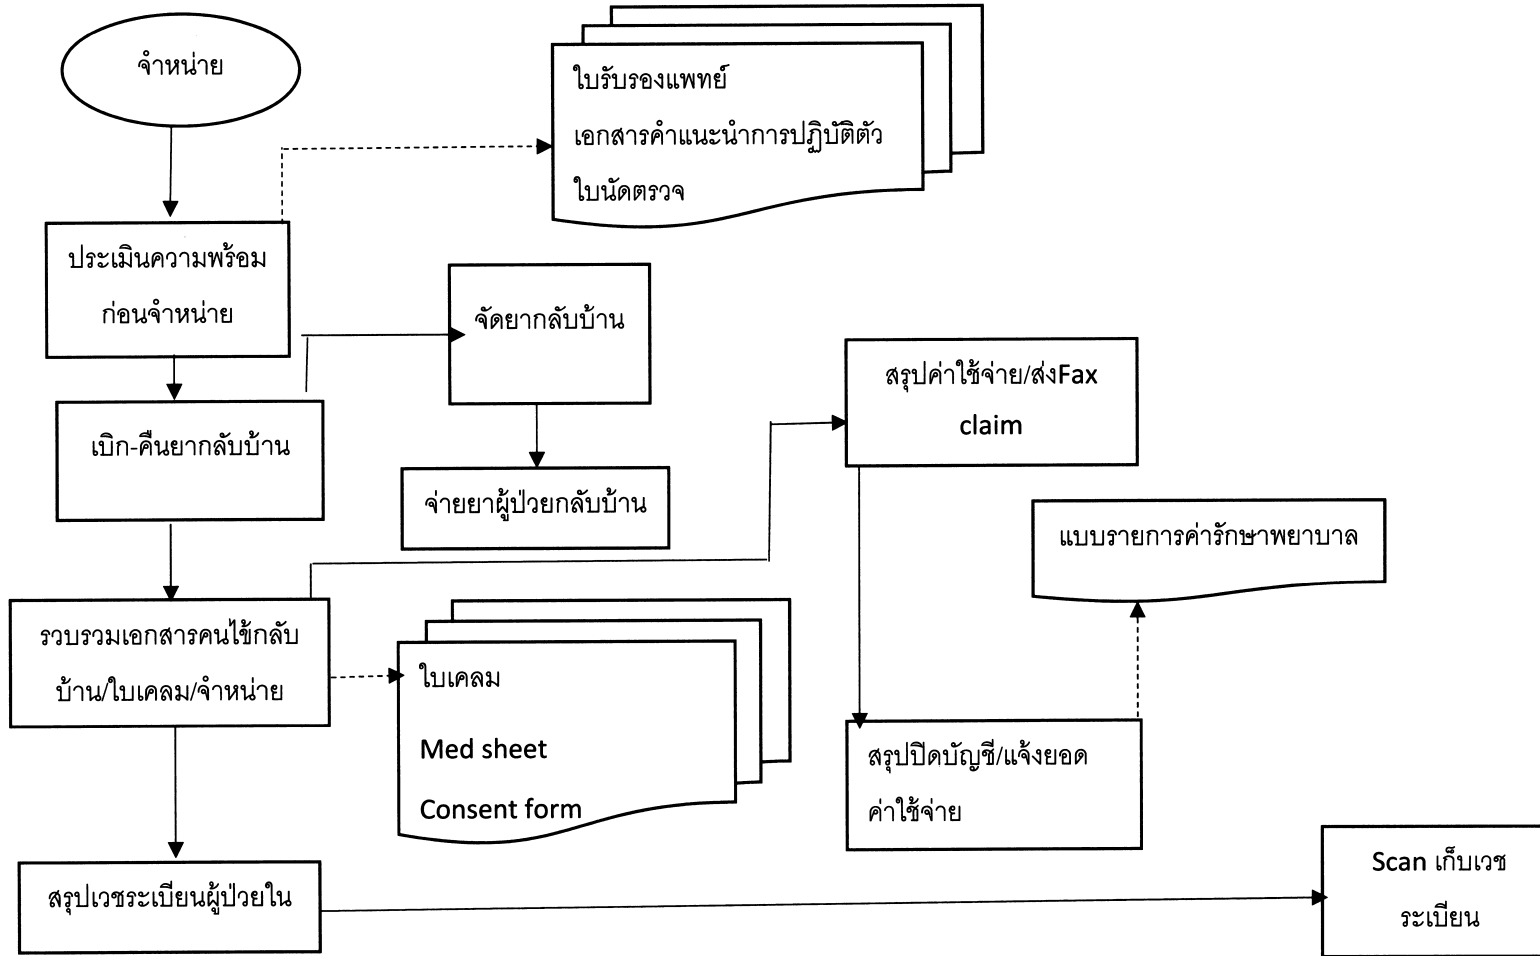 จำหน่าย
ใบรับรองแพทย์
เอกสารคำแนะนำการปฏิบัติตัว
ใบนัดตรวจ
ประเมินความพร้อม
ก่อนจำหน่าย
จัดยากลับบ้าน
สรุปค่าใช้จ่าย/ส่งFax
claim
เบิก-คืนยากลับบ้าน
จ่ายยาผู้ป่วยกลับบ้าน
แบบรายการค่ารักษาพยาบาล
รวบรวมเอกสารคนไข้กลับ
บ้าน/ใบเคลม/จำหน่าย
ใบเคลม
Med sheet
Consent form
สรุปปิดบัญชี/แจ้งยอด
ค่าใช้จ่าย
สรุปเวชระเบียนผู้ป่วยใน
Scan เก็บเวช
ระเบียน